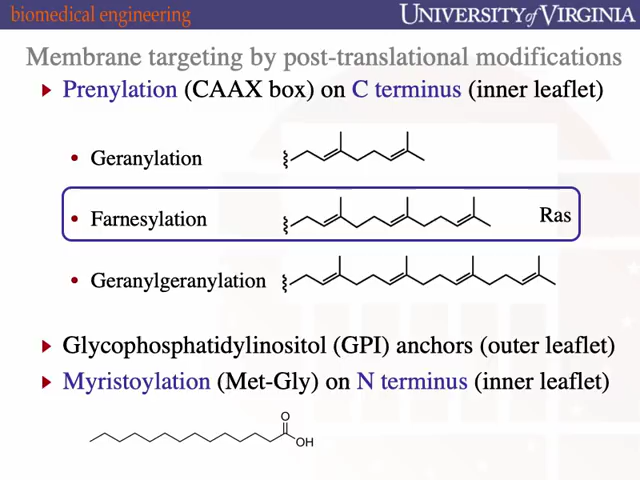 biomedical engineering
UNIVERSITY of VIRGINIA
Membrane targeting by post-translational modifications
Prenylation (CAAX box) on C terminus (inner leaflet)
• Geranylation
• Farnesylation Ras
• Geranylgeranylation
Glycophosphatidylinositol (GPI) anchors (outer leaflet)
Myristoylation (Met-Gly) on N terminus (inner leaflet)
O
OH